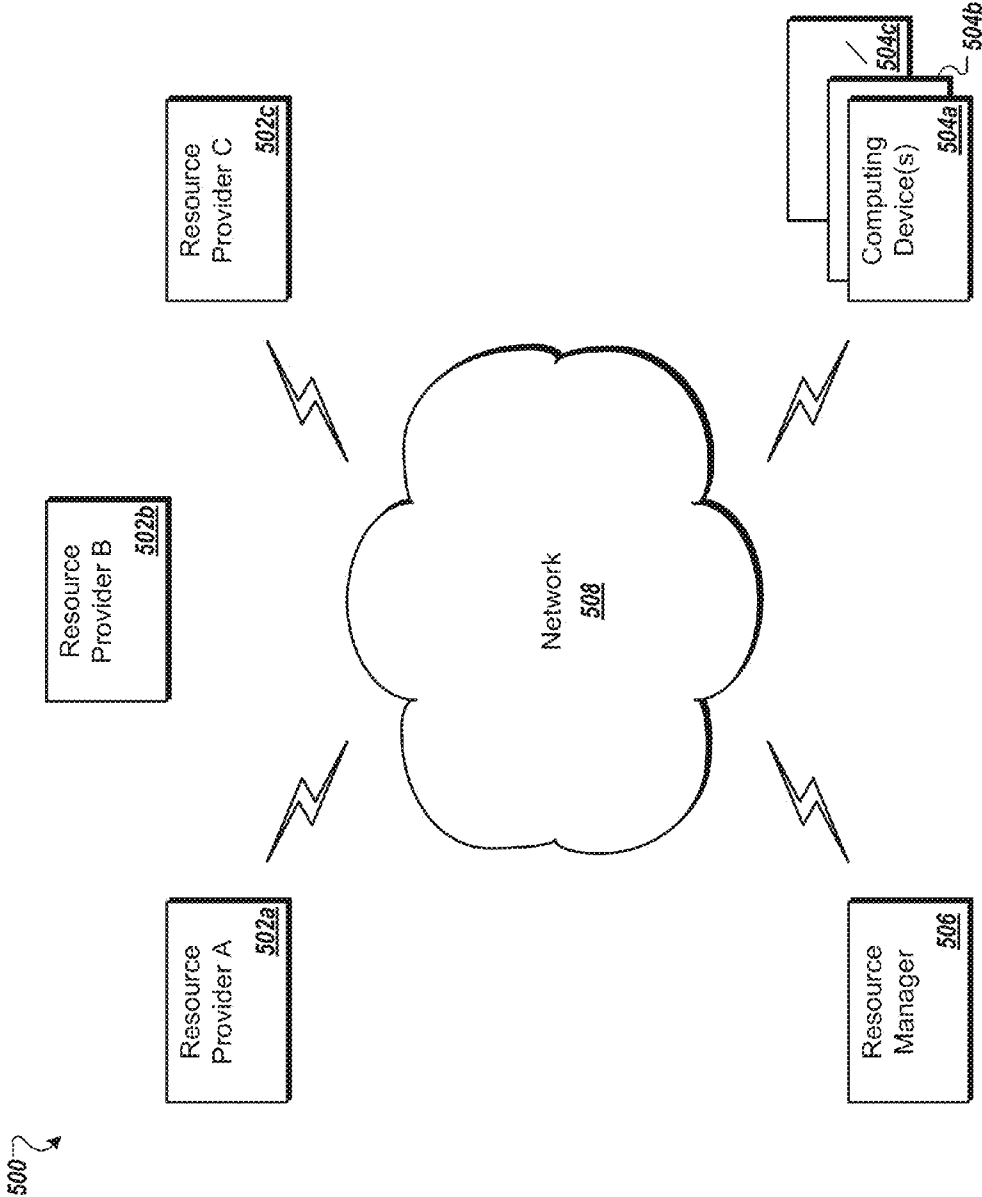 500
Resource
Provider B
502b
Resource
Provider A
502a
Resource
Provider C
502c
Network
508
Resource
Manager
506
Computing
Device(s)
504a
504b
504c